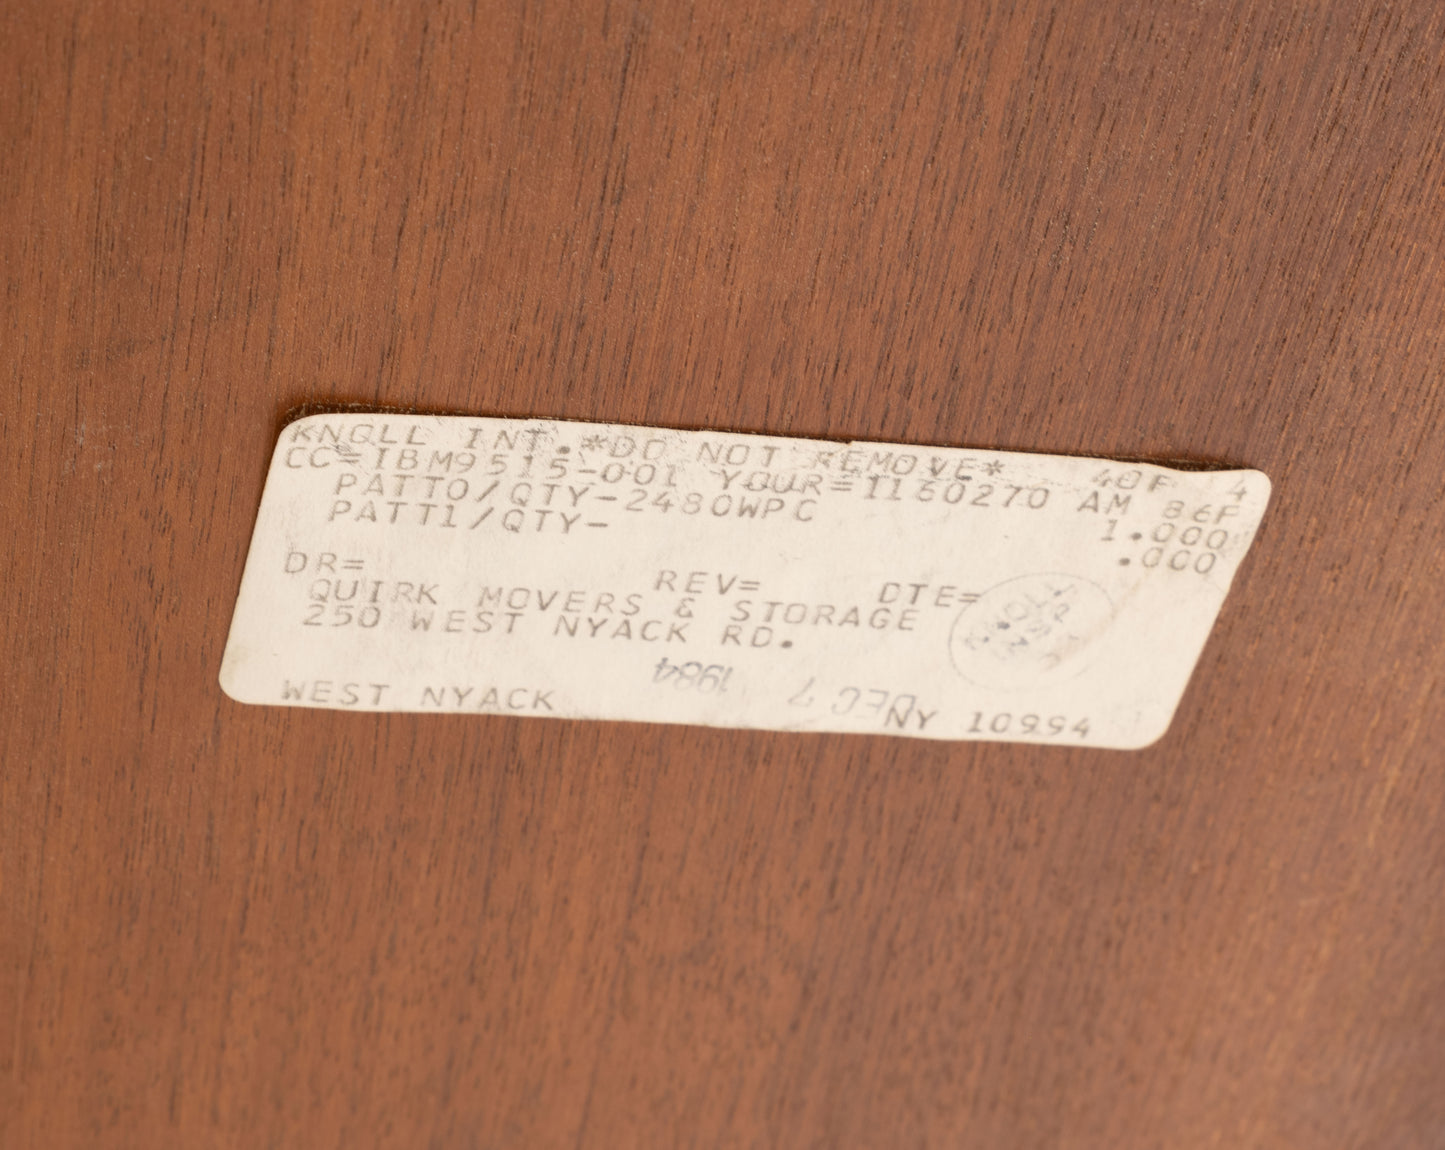 KNOLL INT.*DO NOT REMOVE* 4OF 4
CC=IBM9515-001 YOUR=1160270 AM 86F
PATT0/QTY-2480WPC 1.000
PATT1/QTY- .000
DR= REV= DTE=
QUIRK MOVERS & STORAGE
250 WEST NYACK RD.
DEC 7 1984
WEST NYACK NY 10994